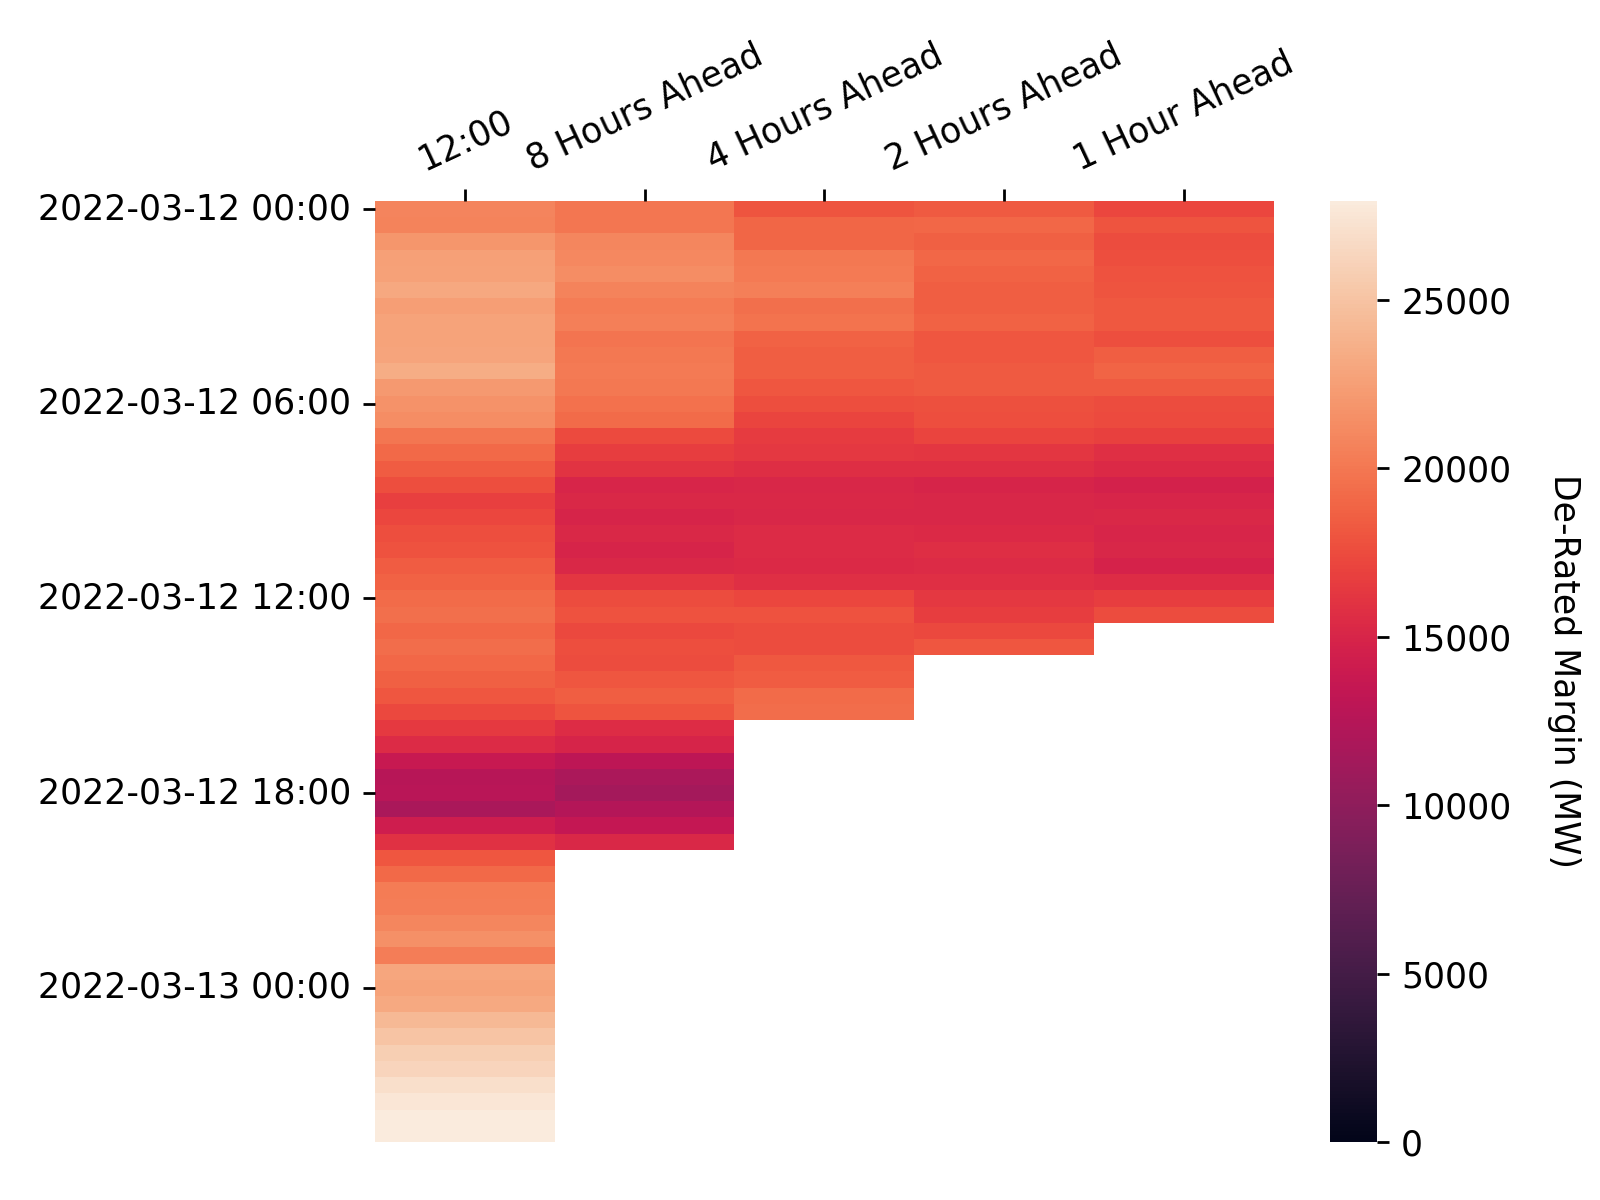 12:00
8 Hours Ahead
4 Hours Ahead
2 Hours Ahead
1 Hour Ahead
2022-03-12 00:00
2022-03-12 06:00
2022-03-12 12:00
2022-03-12 18:00
2022-03-13 00:00
25000
20000
15000
10000
5000
0
De-Rated Margin (MW)